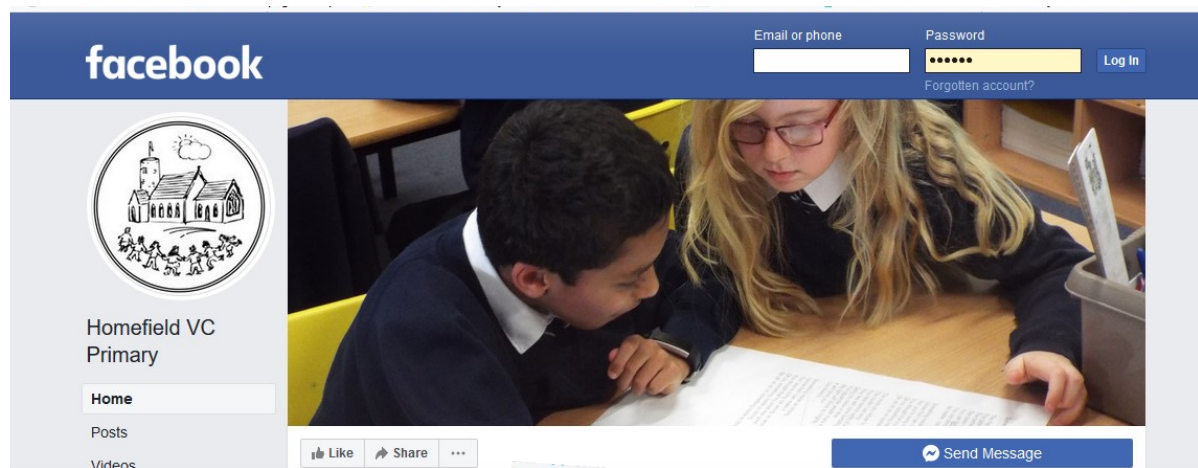 Email or phone
Password
facebook
Log In
Forgotten account?
Homefield VC
Primary
Home
Posts
Videos
Like
Share
Send Message